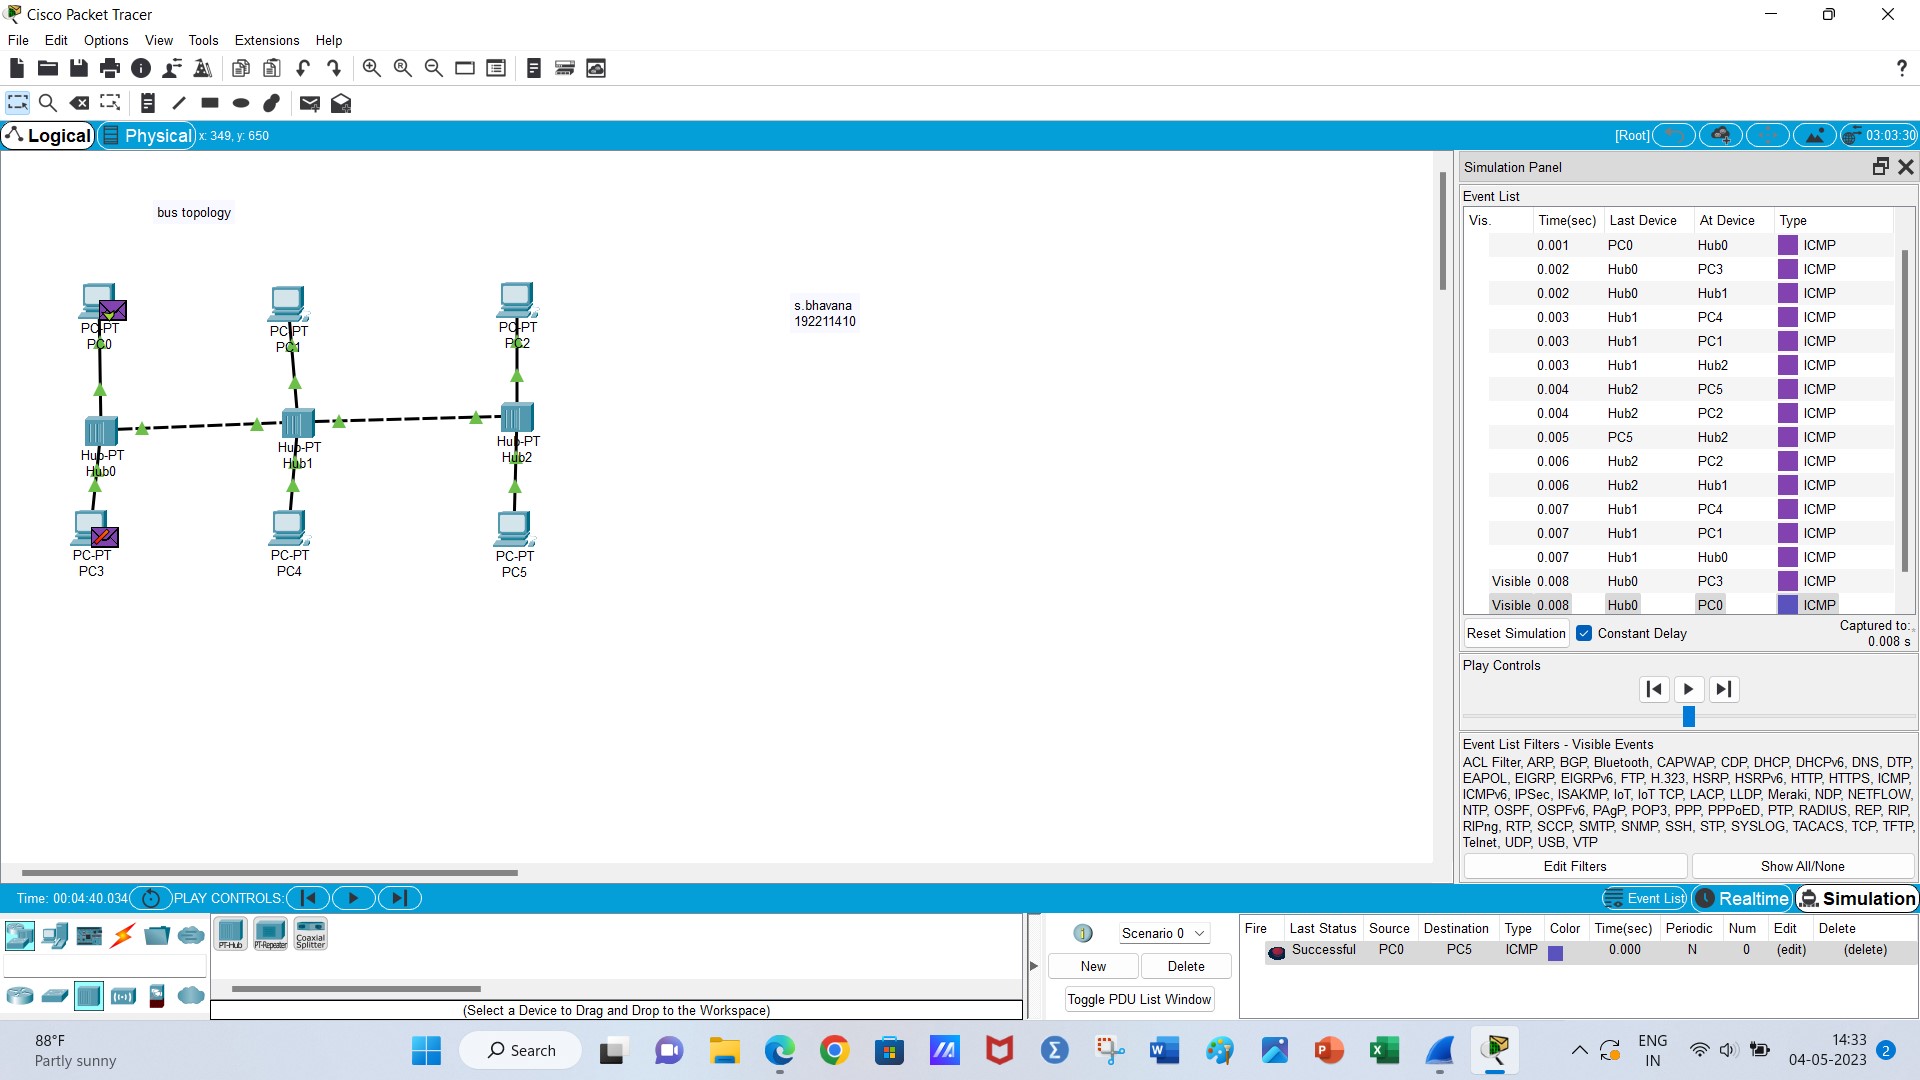 Cisco Packet Tracer
File Edit Options View Tools Extensions Help
Logical Physical x: 349, y: 650 [Root] 03:03:30
bus topology
s.bhavana
192211410
PC-PT
PC0
PC-PT
PC1
PC-PT
PC2
Hub-PT
Hub0
Hub-PT
Hub1
Hub-PT
Hub2
PC-PT
PC3
PC-PT
PC4
PC-PT
PC5
Simulation Panel
Event List
Vis. Time(sec) Last Device At Device Type
0.001 PC0 Hub0 ICMP
0.002 Hub0 PC3 ICMP
0.002 Hub0 Hub1 ICMP
0.003 Hub1 PC4 ICMP
0.003 Hub1 PC1 ICMP
0.003 Hub1 Hub2 ICMP
0.004 Hub2 PC5 ICMP
0.004 Hub2 PC2 ICMP
0.005 PC5 Hub2 ICMP
0.006 Hub2 PC2 ICMP
0.006 Hub2 Hub1 ICMP
0.007 Hub1 PC4 ICMP
0.007 Hub1 PC1 ICMP
0.007 Hub1 Hub0 ICMP
Visible 0.008 Hub0 PC3 ICMP
Visible 0.008 Hub0 PC0 ICMP
Reset Simulation Constant Delay Captured to:
0.008 s
Play Controls
Event List Filters - Visible Events
ACL Filter, ARP, BGP, Bluetooth, CAPWAP, CDP, DHCP, DHCPv6, DNS, DTP,
EAPOL, EIGRP, EIGRPv6, FTP, H.323, HSRP, HSRPv6, HTTP, HTTPS, ICMP,
ICMPv6, IPSec, ISAKMP, IoT, IoT TCP, LACP, LLDP, Meraki, NDP, NETFLOW,
NTP, OSPF, OSPFv6, PAgP, POP3, PPP, PPPoED, PTP, RADIUS, REP, RIP,
RIPng, RTP, SCCP, SMTP, SNMP, SSH, STP, SYSLOG, TACACS, TCP, TFTP,
Telnet, UDP, USB, VTP
Edit Filters Show All/None
Time: 00:04:40.034 PLAY CONTROLS: Event List Realtime Simulation
PT-Hub PT-Repeater Coaxial
Splitter
(Select a Device to Drag and Drop to the Workspace)
Scenario 0
New Delete
Toggle PDU List Window
Fire Last Status Source Destination Type Color Time(sec) Periodic Num Edit Delete
Successful PC0 PC5 ICMP 0.000 N 0 (edit) (delete)
88°F
Partly sunny
Search
ENG
IN
14:33
04-05-2023
2